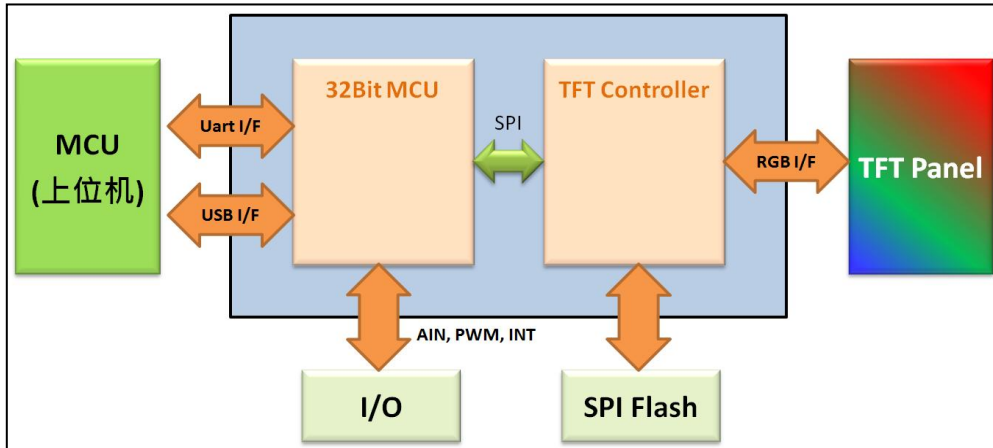 32Bit MCU
TFT Controller
MCU
(上位机)
Uart I/F
USB I/F
SPI
RGB I/F
TFT Panel
AIN, PWM, INT
I/O
SPI Flash